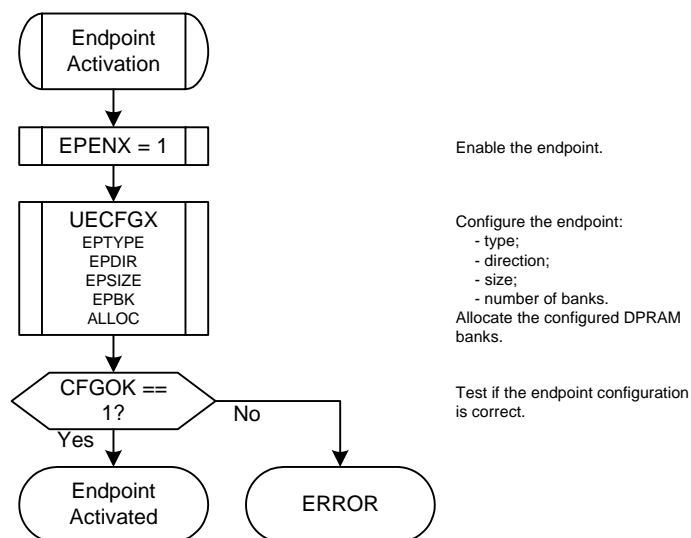 Endpoint
Activation
EPENX = 1
Enable the endpoint.
UECFGX
EPTYPE
EPDIR
EPSIZE
EPBK
ALLOC
Configure the endpoint:
- type;
- direction;
- size;
- number of banks.
Allocate the configured DPRAM
banks.
CFGOK ==
1?
Test if the endpoint configuration
is correct.
Yes
No
Endpoint
Activated
ERROR